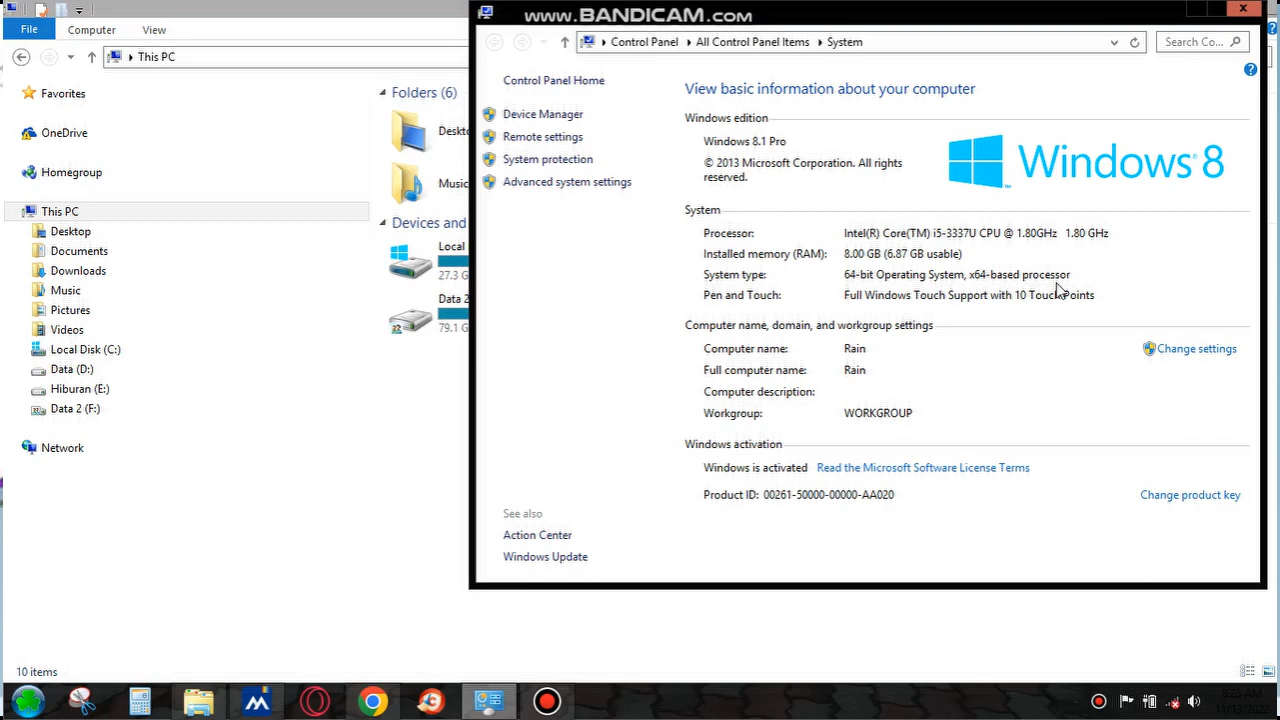 www.BANDICAM.com
File
Computer
View
This PC
Control Panel
All Control Panel Items
System
Search Co...
Favorites
OneDrive
Homegroup
This PC
Desktop
Documents
Downloads
Music
Pictures
Videos
Local Disk (C:)
Data (D:)
Hiburan (E:)
Data 2 (F:)
Network
Folders (6)
Music
Devices and
Local
27.3
Data 2
79.1
Control Panel Home
Device Manager
Remote settings
System protection
Advanced system settings
See also
Action Center
Windows Update
View basic information about your computer
Windows edition
Windows 8.1 Pro
© 2013 Microsoft Corporation. All rights
reserved.
Windows® 8
System
Processor: Intel(R) Core(TM) i5-3337U CPU @ 1.80GHz 1.80 GHz
Installed memory (RAM): 8.00 GB (6.87 GB usable)
System type: 64-bit Operating System, x64-based processor
Pen and Touch: Full Windows Touch Support with 10 Touch Points
Computer name, domain, and workgroup settings
Computer name: Rain
Change settings
Full computer name: Rain
Computer description:
Workgroup: WORKGROUP
Windows activation
Windows is activated Read the Microsoft Software License Terms
Product ID: 00261-50000-00000-AA020
Change product key
10 items